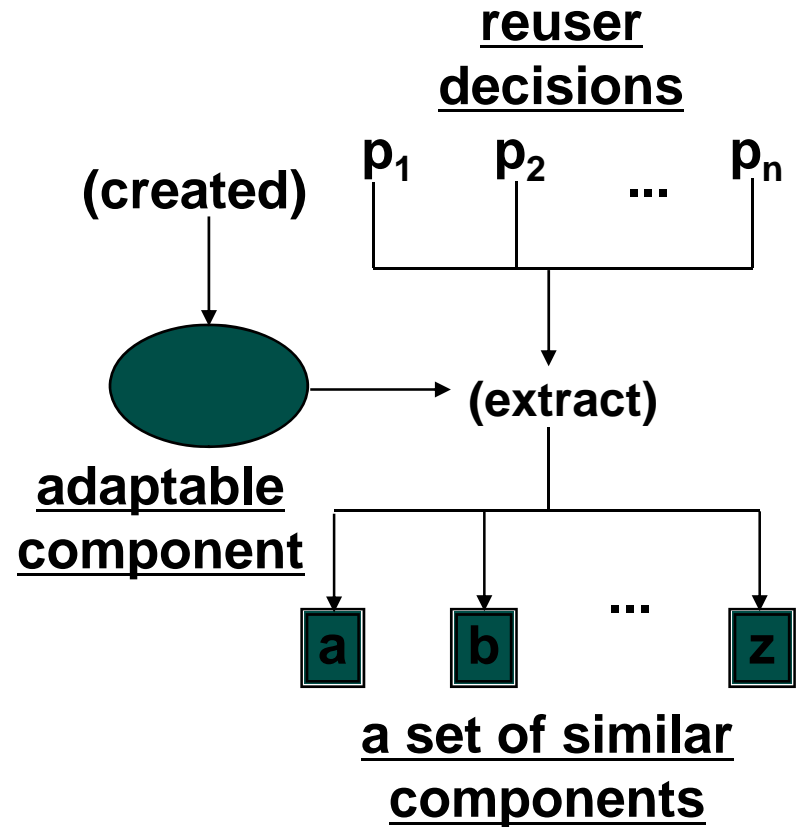 reuser
decisions
p₁ p₂ ... pₙ
(created)
(extract)
adaptable
component
a b ... z
a set of similar
components